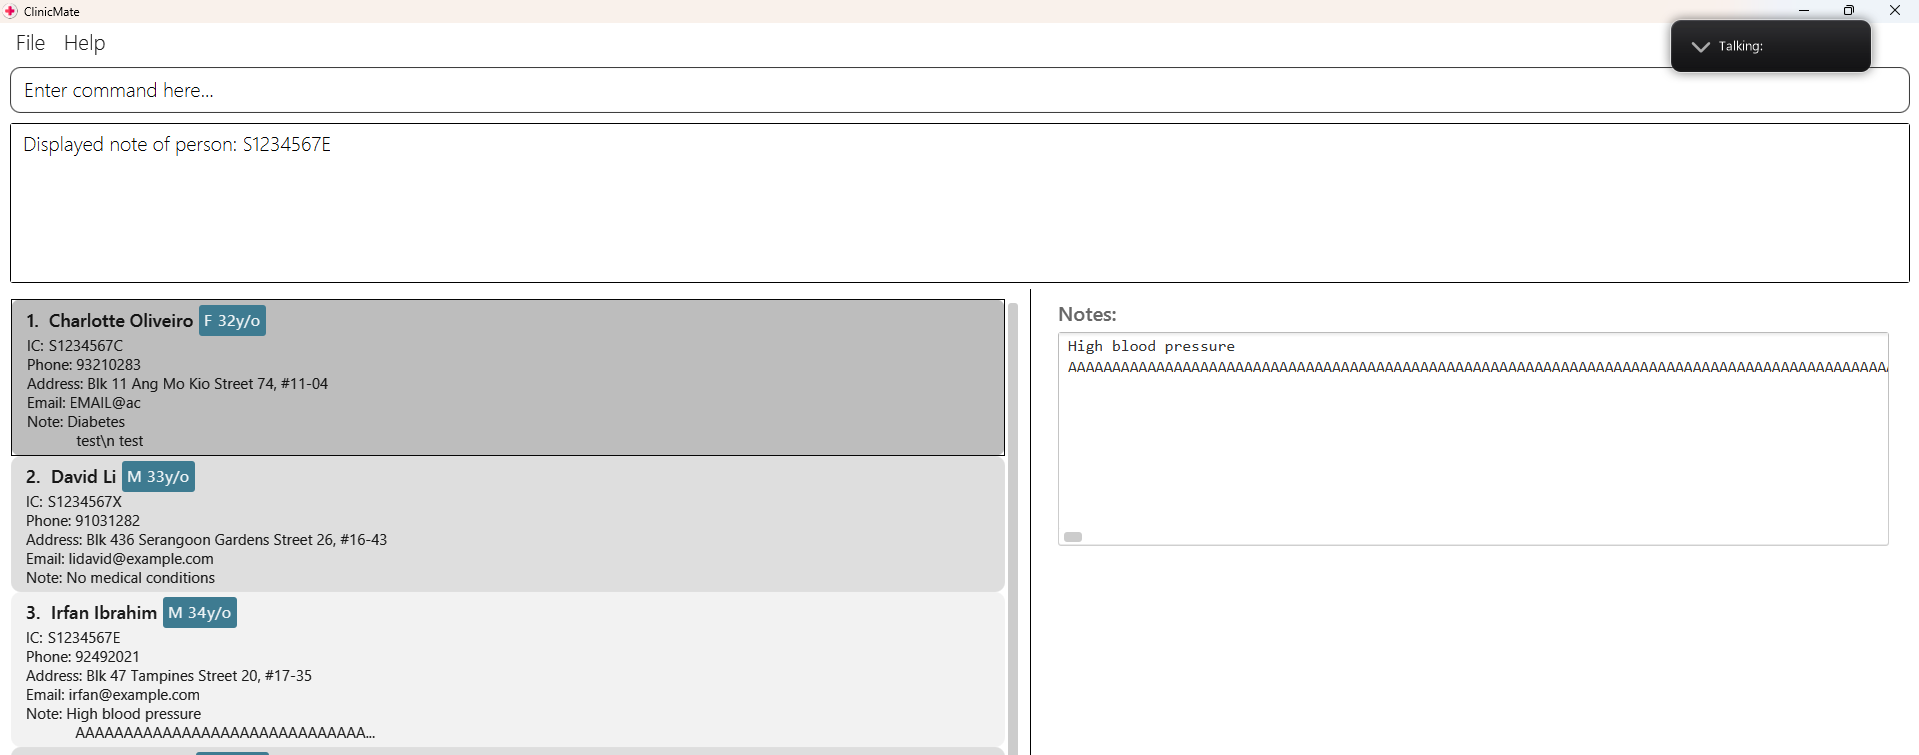 ClinicMate
File Help
Talking:
Enter command here...
Displayed note of person: S1234567E
1. Charlotte Oliveiro F 32y/o
IC: S1234567C
Phone: 93210283
Address: Blk 11 Ang Mo Kio Street 74, #11-04
Email: EMAIL@ac
Note: Diabetes
test\n test
2. David Li M 33y/o
IC: S1234567X
Phone: 91031282
Address: Blk 436 Serangoon Gardens Street 26, #16-43
Email: lidavid@example.com
Note: No medical conditions
3. Irfan Ibrahim M 34y/o
IC: S1234567E
Phone: 92492021
Address: Blk 47 Tampines Street 20, #17-35
Email: irfan@example.com
Note: High blood pressure
AAAAAAAAAAAAAAAAAAAAAAAAAAAAAA...
Notes:
High blood pressure
AAAAAAAAAAAAAAAAAAAAAAAAAAAAAAAAAAAAAAAAAAAAAAAAAAAAAAAAAAAAAAAAAAAAAAAAAAAAAAAAAAAAAAAAAAAAAA